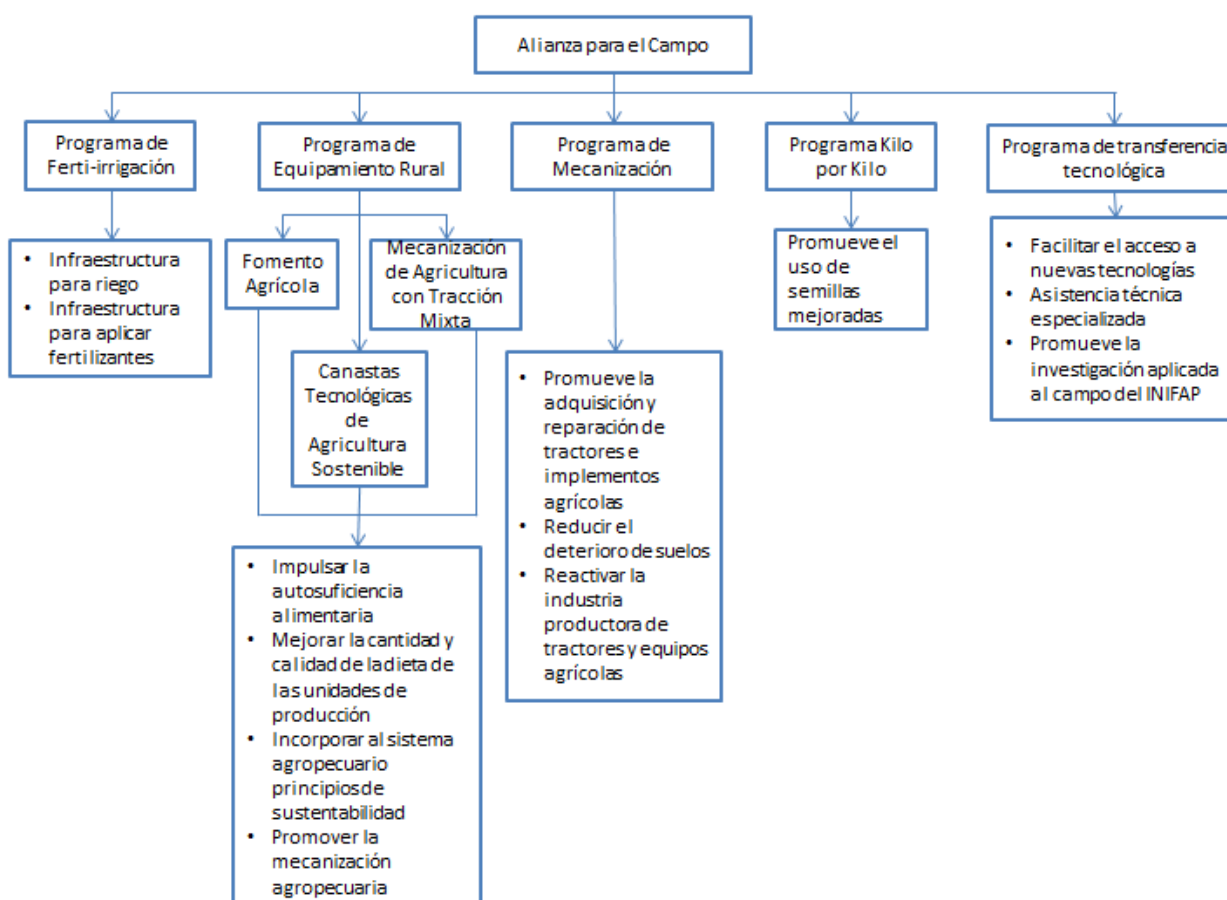 Alianza para el Campo
Programa de
Ferti-irrigación
Programa de
Equipamiento Rural
Programa de
Mecanización
Programa Kilo
por Kilo
Programa de transferencia
tecnológica
• Infraestructura
para riego
• Infraestructura
para aplicar
fertilizantes
Fomento
Agrícola
Mecanización
de Agricultura
con Tracción
Mixta
Canastas
Tecnológicas
de
Agricultura
Sostenible
• Impulsar la
autosuficiencia
alimentaria
• Mejorar la cantidad y
calidad de la dieta de
las unidades de
producción
• Incorporar al sistema
agropecuario
principios de
sustentabilidad
• Promover la
mecanización
agropecuaria
• Promueve la
adquisición y
reparación de
tractores e
implementos
agrícolas
• Reducir el
deterioro de suelos
• Reactivar la
industria
productora de
tractores y equipos
agrícolas
Promueve el
uso de
semillas
mejoradas
• Facilitar el acceso a
nuevas tecnologías
• Asistencia técnica
especializada
• Promueve la
investigación aplicada
al campo del INIFAP